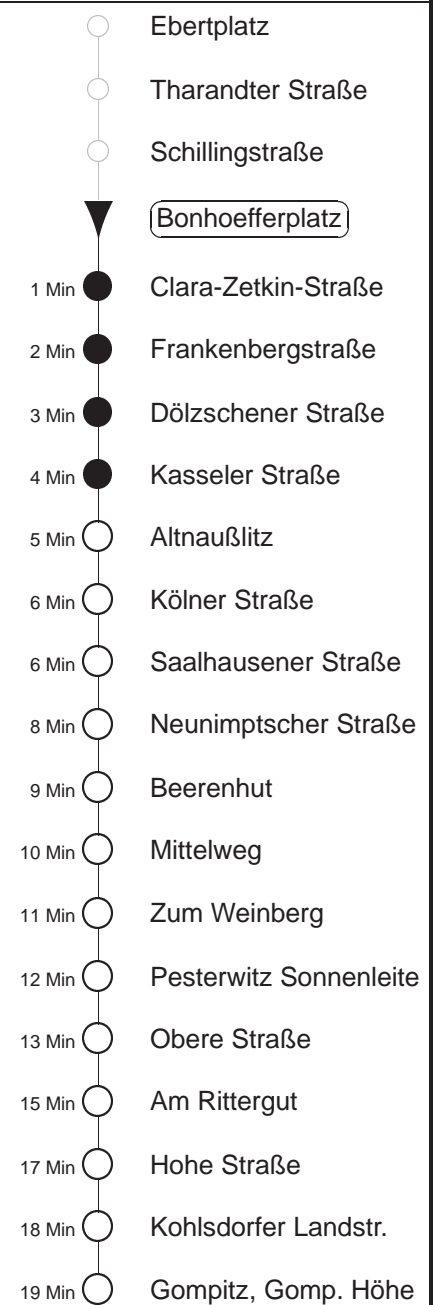 Ebertplatz
Tharandter Straße
Schillingstraße
Bonhoefferplatz
1 Min Clara-Zetkin-Straße
2 Min Frankenbergstraße
3 Min Dölzschener Straße
4 Min Kasseler Straße
5 Min Altnaußlitz
6 Min Kölner Straße
6 Min Saalhausener Straße
8 Min Neunimptscher Straße
9 Min Beerenhut
10 Min Mittelweg
11 Min Zum Weinberg
12 Min Pesterwitz Sonnenleite
13 Min Obere Straße
15 Min Am Rittergut
17 Min Hohe Straße
18 Min Kohlsdorfer Landstr.
19 Min Gompitz, Gomp. Höhe